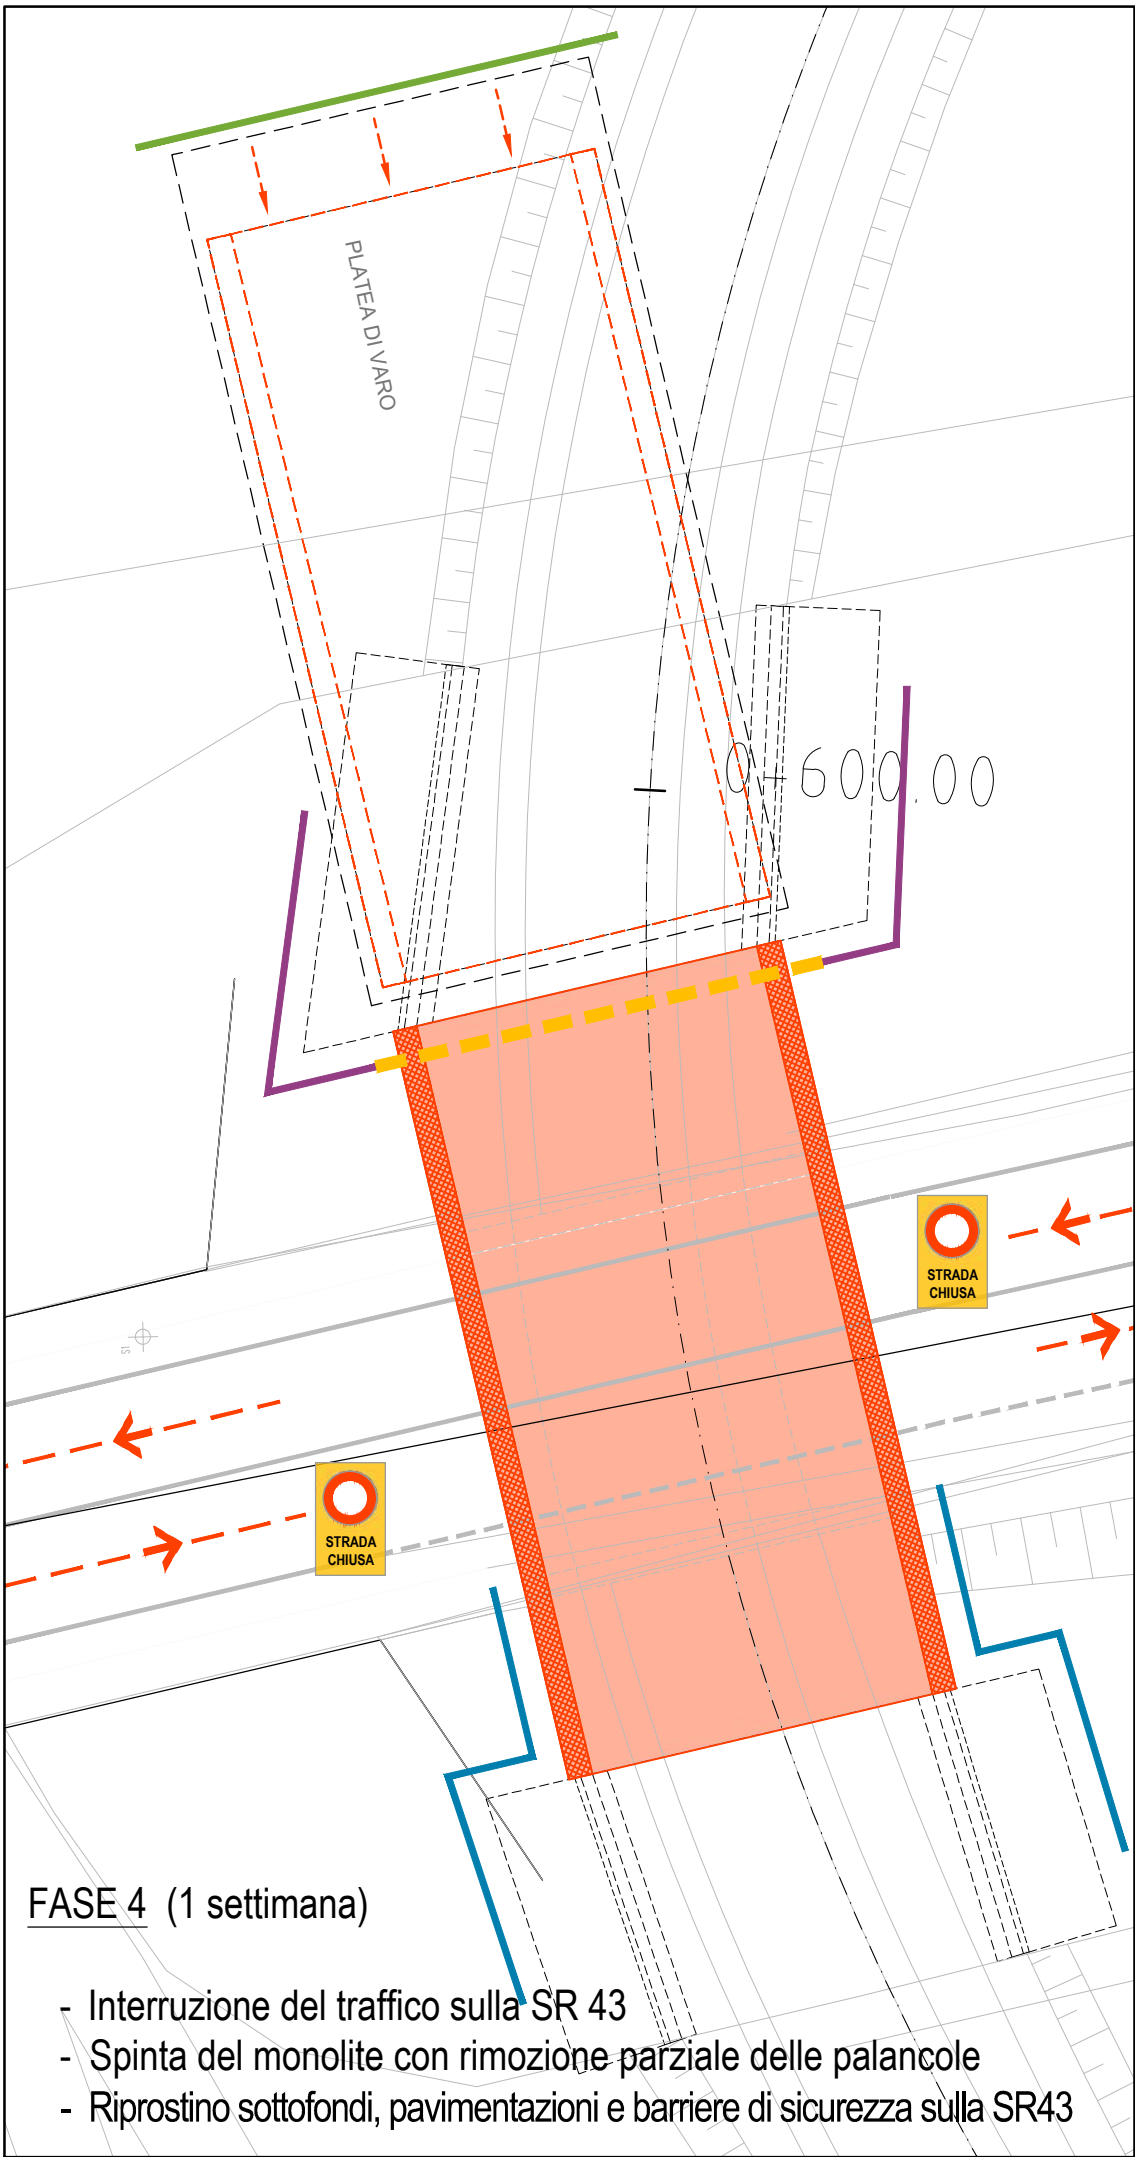 PLATEA DI VARO
0+600.00
STRADA
CHIUSA
STRADA
CHIUSA
FASE 4 (1 settimana)
- Interruzione del traffico sulla SR 43
- Spinta del monolite con rimozione parziale delle palancole
- Riprostino sottofondi, pavimentazioni e barriere di sicurezza sulla SR43